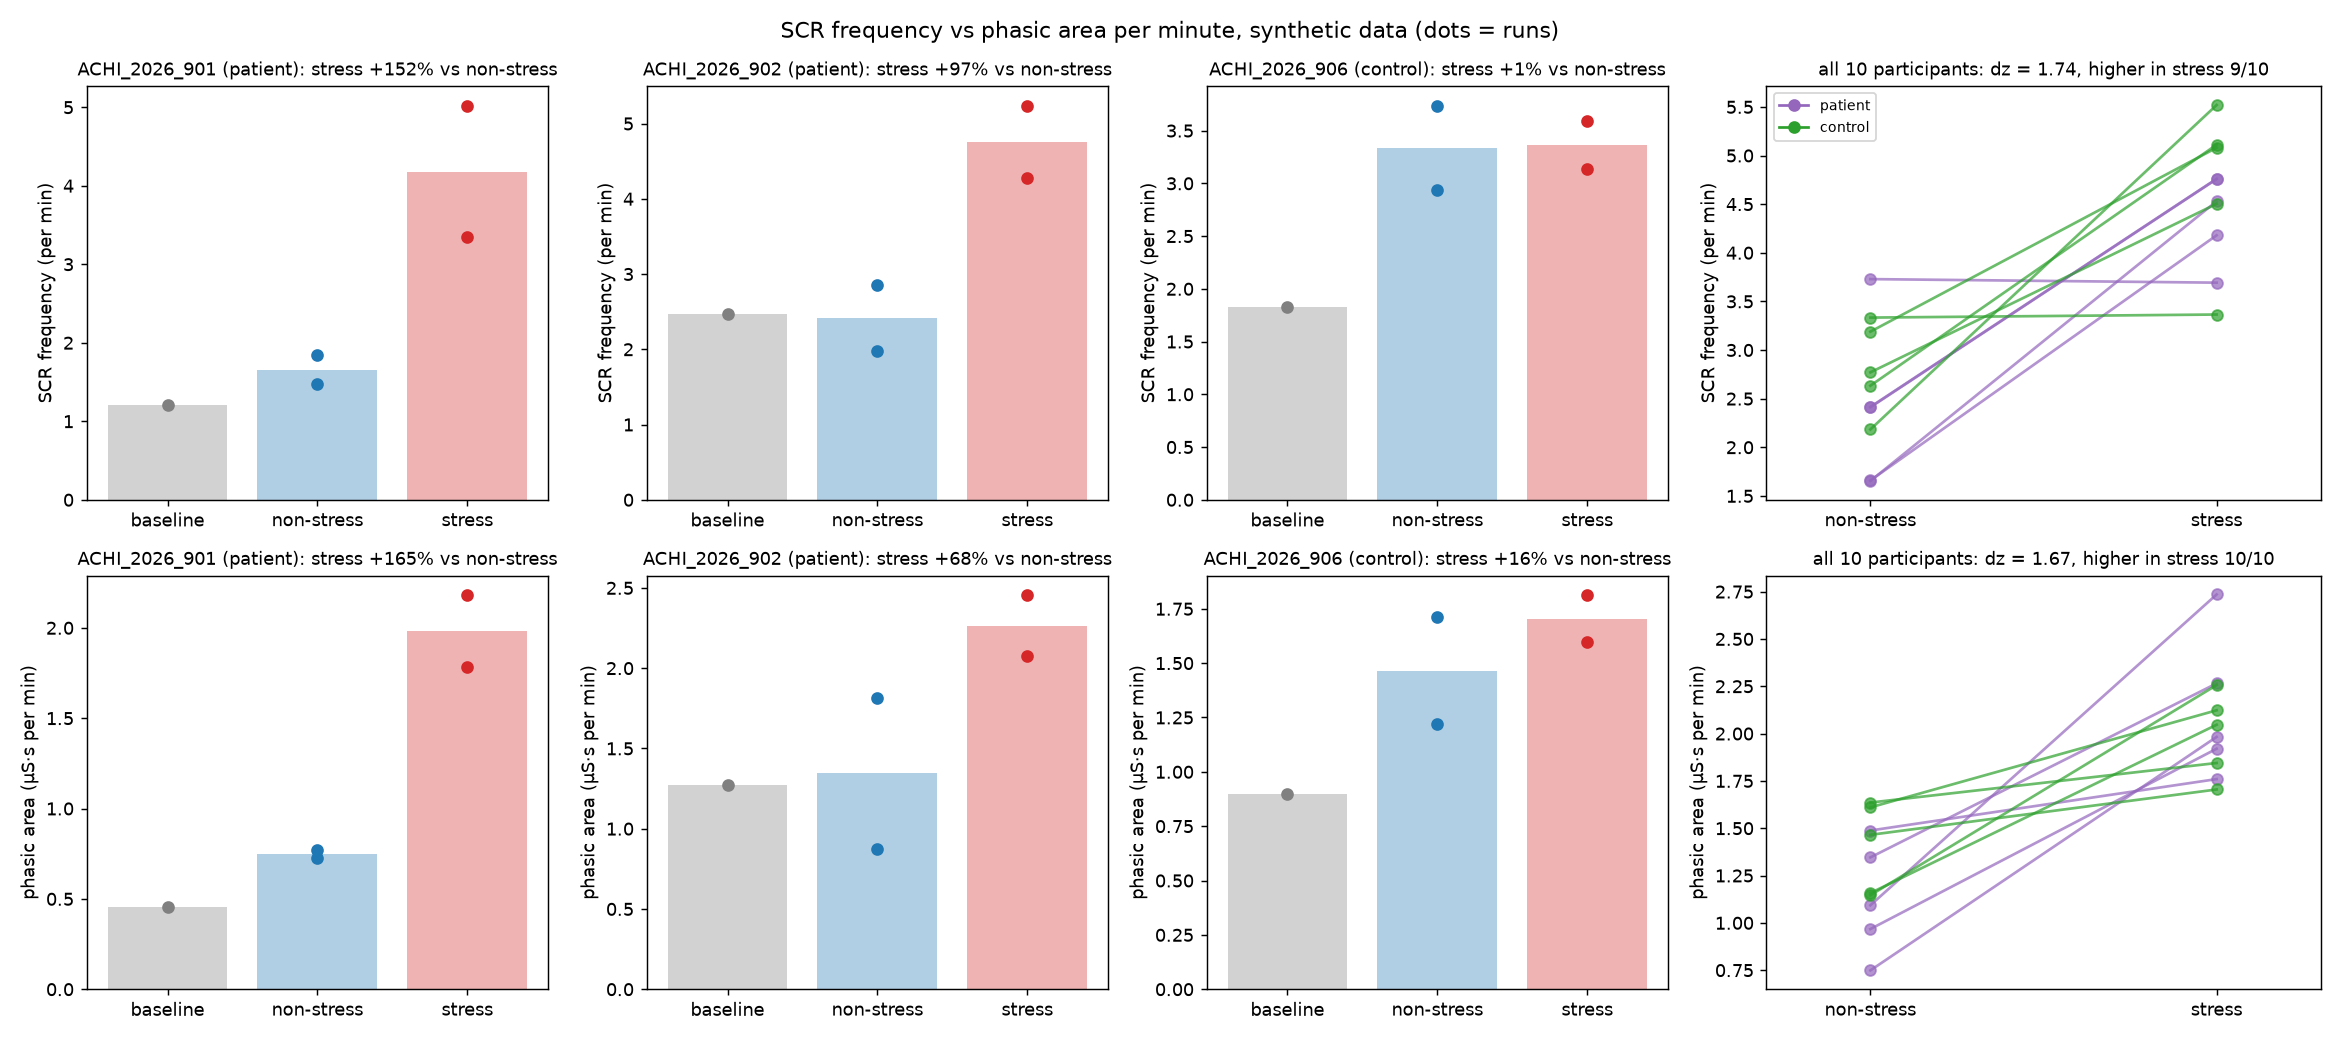 SCR frequency vs phasic area per minute, synthetic data (dots = runs)
ACHI_2026_901 (patient): stress +152% vs non-stress
SCR frequency (per min)
5
4
3
2
1
0
baseline non-stress stress
ACHI_2026_902 (patient): stress +97% vs non-stress
SCR frequency (per min)
5
4
3
2
1
0
baseline non-stress stress
ACHI_2026_906 (control): stress +1% vs non-stress
SCR frequency (per min)
3.5
3.0
2.5
2.0
1.5
1.0
0.5
0.0
baseline non-stress stress
all 10 participants: dz = 1.74, higher in stress 9/10
patient
control
SCR frequency (per min)
5.5
5.0
4.5
4.0
3.5
3.0
2.5
2.0
1.5
non-stress stress
ACHI_2026_901 (patient): stress +165% vs non-stress
phasic area (µS·s per min)
2.0
1.5
1.0
0.5
0.0
baseline non-stress stress
ACHI_2026_902 (patient): stress +68% vs non-stress
phasic area (µS·s per min)
2.5
2.0
1.5
1.0
0.5
0.0
baseline non-stress stress
ACHI_2026_906 (control): stress +16% vs non-stress
phasic area (µS·s per min)
1.75
1.50
1.25
1.00
0.75
0.50
0.25
0.00
baseline non-stress stress
all 10 participants: dz = 1.67, higher in stress 10/10
phasic area (µS·s per min)
2.75
2.50
2.25
2.00
1.75
1.50
1.25
1.00
0.75
non-stress stress